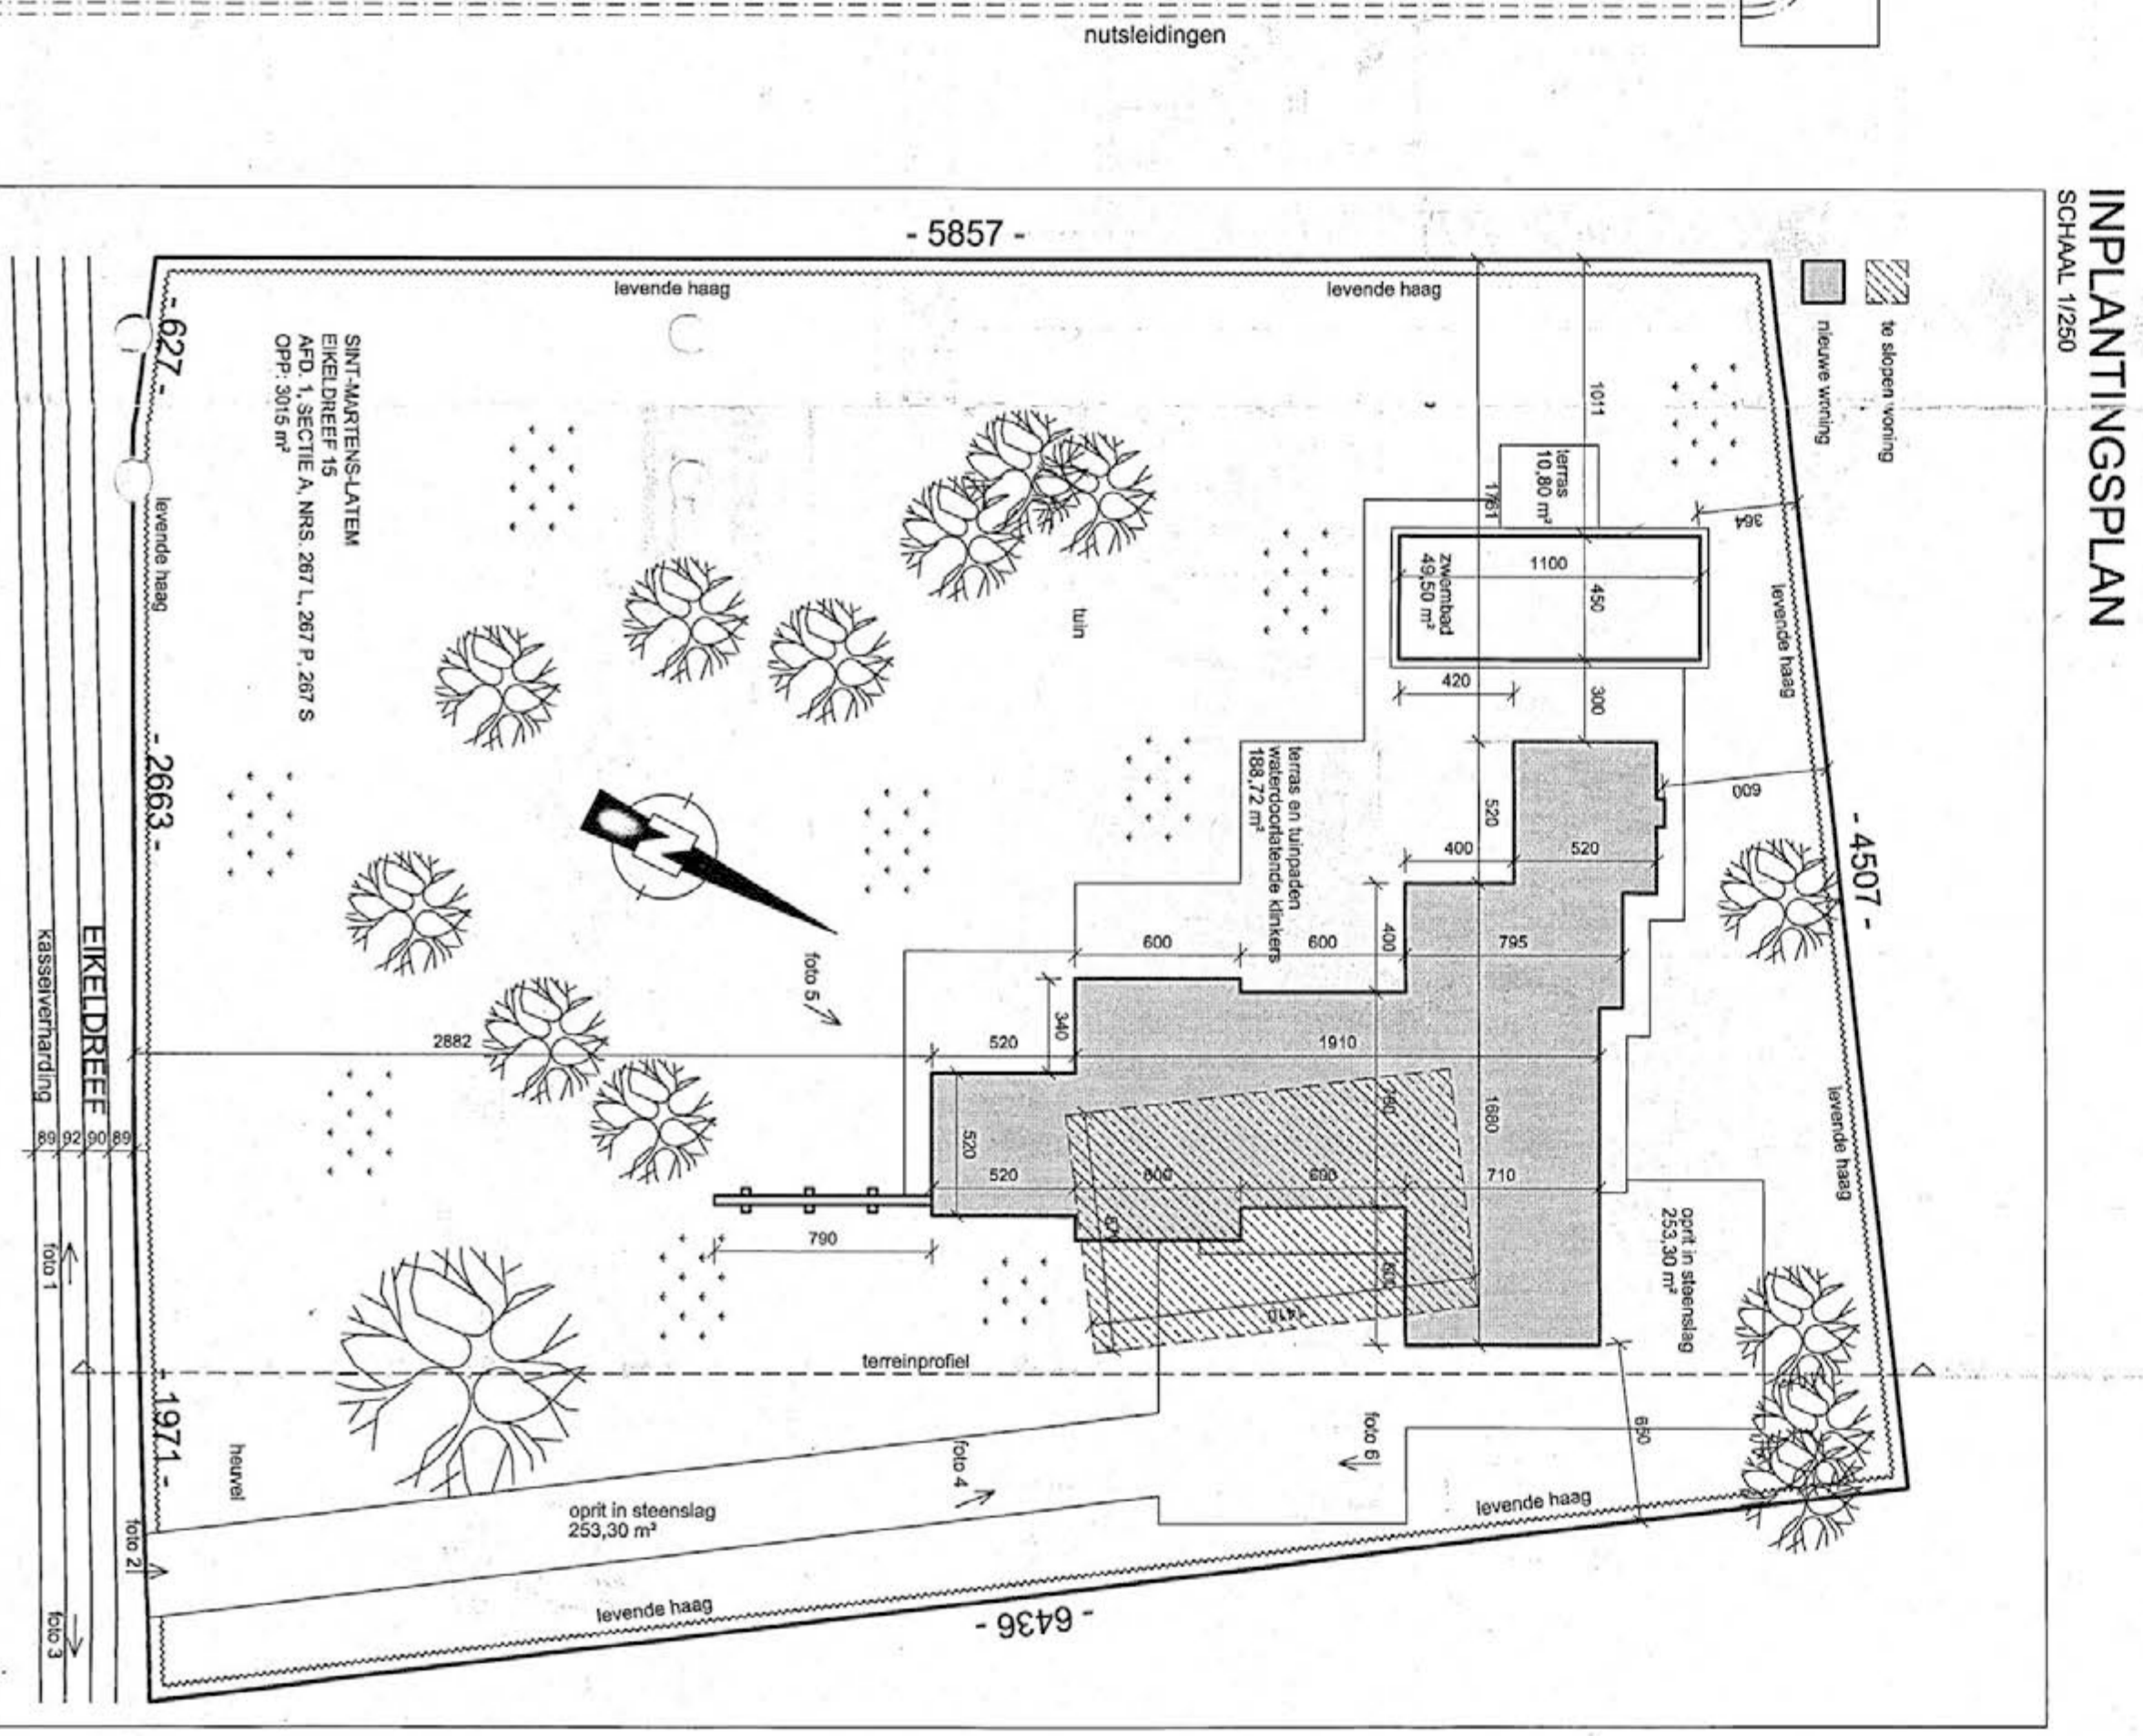 nutsleidingen
INPLANTINGSPLAN
SCHAAL 1/250
te slopen woning
nieuwe woning
- 5857 -
levende haag
levende haag
- 627 -
SINT-MARTENS-LATEM
EIKELDREEF 15
AFD. 1, SECTIE A, NRS. 267 L, 267 P, 267 S
OPP: 3015 m²
levende haag
1011
terras
10,80 m²
1761
364
zwembad
49,50 m²
1100
450
levende haag
tuin
420
300
- 2663 -
terras en tuinpaden
waterdoorlatende klinkers
188,72 m²
520
600
400
520
- 4507 -
N
EIKELDREEF
kasseiverharding
foto 5
600
600
400
795
340
2882
520
1910
89
92
90
89
520
520
600
600
780
1680
710
levende haag
790
oprit in steenslag
253,30 m²
600
1410
foto 1
terreinprofiel
- 1971 -
heuvel
foto 4
foto 6
650
levende haag
oprit in steenslag
253,30 m²
foto 2
levende haag
- 6436 -
foto 3